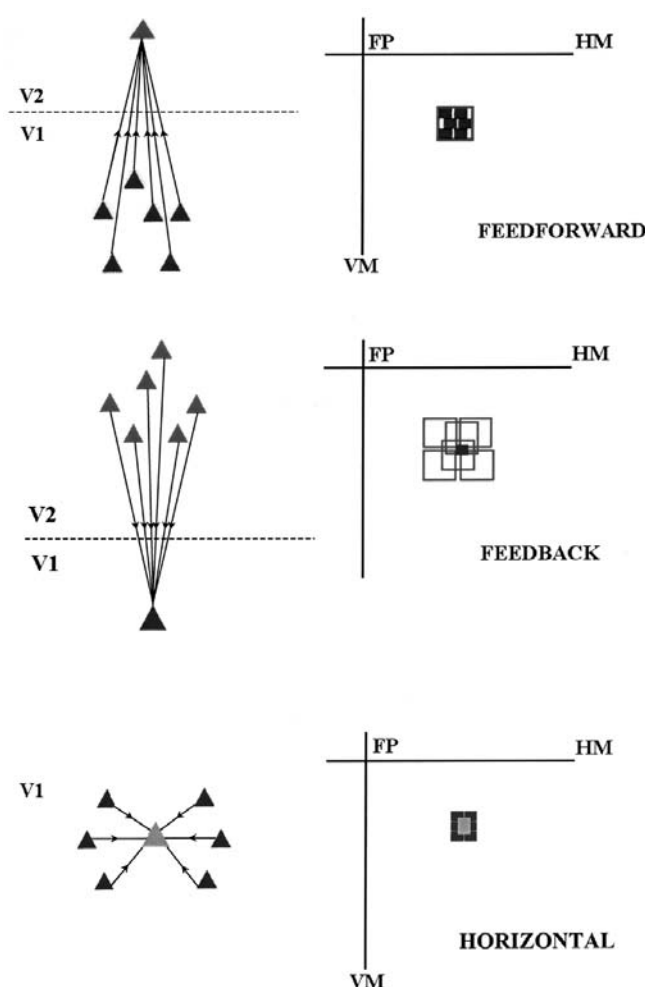 FP HM
V2
V1
FEEDFORWARD
VM
FP HM
V2
V1
FEEDBACK
FP HM
V1
HORIZONTAL
VM